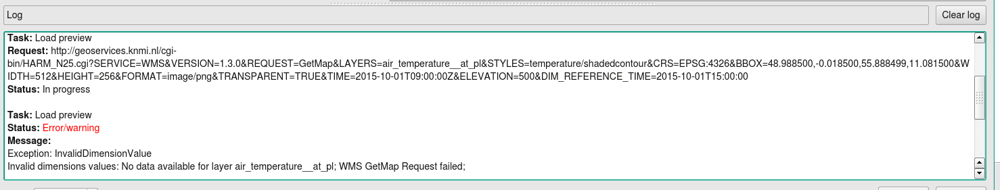 Log
Clear log
Task: Load preview
Request: http://geoservices.knmi.nl/cgi-
bin/HARM_N25.cgi?SERVICE=WMS&VERSION=1.3.0&REQUEST=GetMap&LAYERS=air_temperature__at_pl&STYLES=temperature/shadedcontour&CRS=EPSG:4326&BBOX=48.988500,-0.018500,55.888499,11.081500&W
IDTH=512&HEIGHT=256&FORMAT=image/png&TRANSPARENT=TRUE&TIME=2015-10-01T09:00:00Z&ELEVATION=500&DIM_REFERENCE_TIME=2015-10-01T15:00:00
Status: In progress
Task: Load preview
Status: Error/warning
Message:
Exception: InvalidDimensionValue
Invalid dimensions values: No data available for layer air_temperature__at_pl; WMS GetMap Request failed;